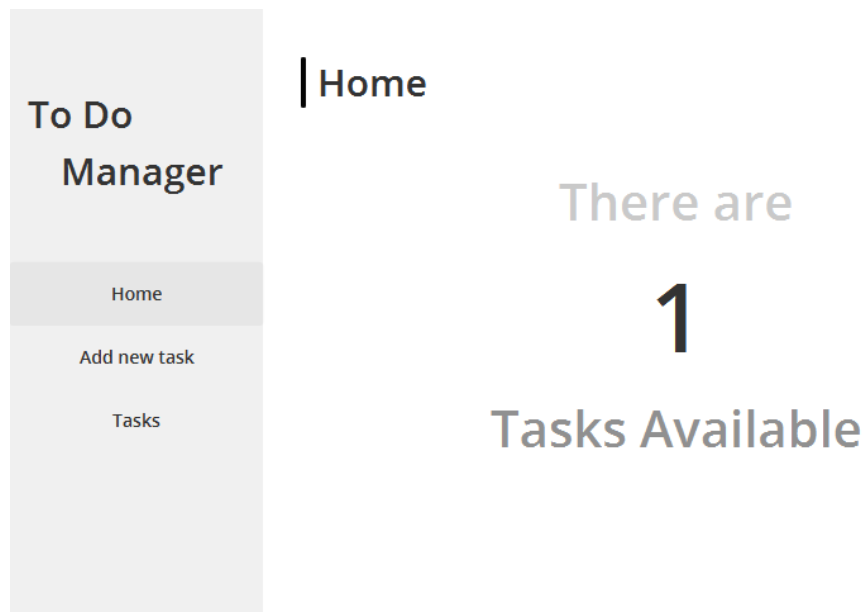 To Do
Manager
Home
Add new task
Tasks
Home
There are
1
Tasks Available